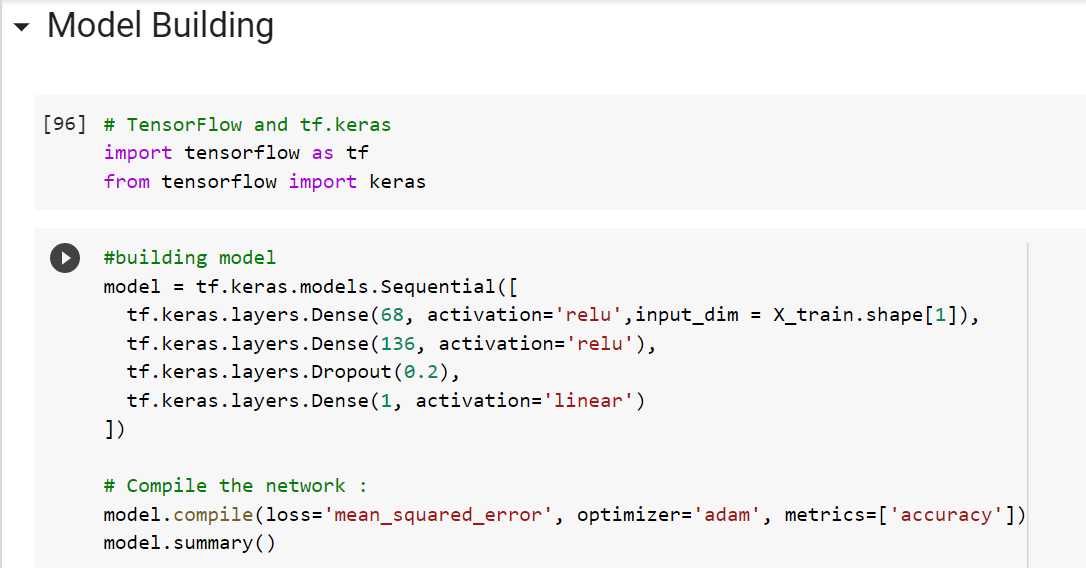 Model Building
[96] # TensorFlow and tf.keras
import tensorflow as tf
from tensorflow import keras
#building model
model = tf.keras.models.Sequential([
  tf.keras.layers.Dense(68, activation='relu',input_dim = X_train.shape[1]),
  tf.keras.layers.Dense(136, activation='relu'),
  tf.keras.layers.Dropout(0.2),
  tf.keras.layers.Dense(1, activation='linear')
])
# Compile the network :
model.compile(loss='mean_squared_error', optimizer='adam', metrics=['accuracy'])
model.summary()